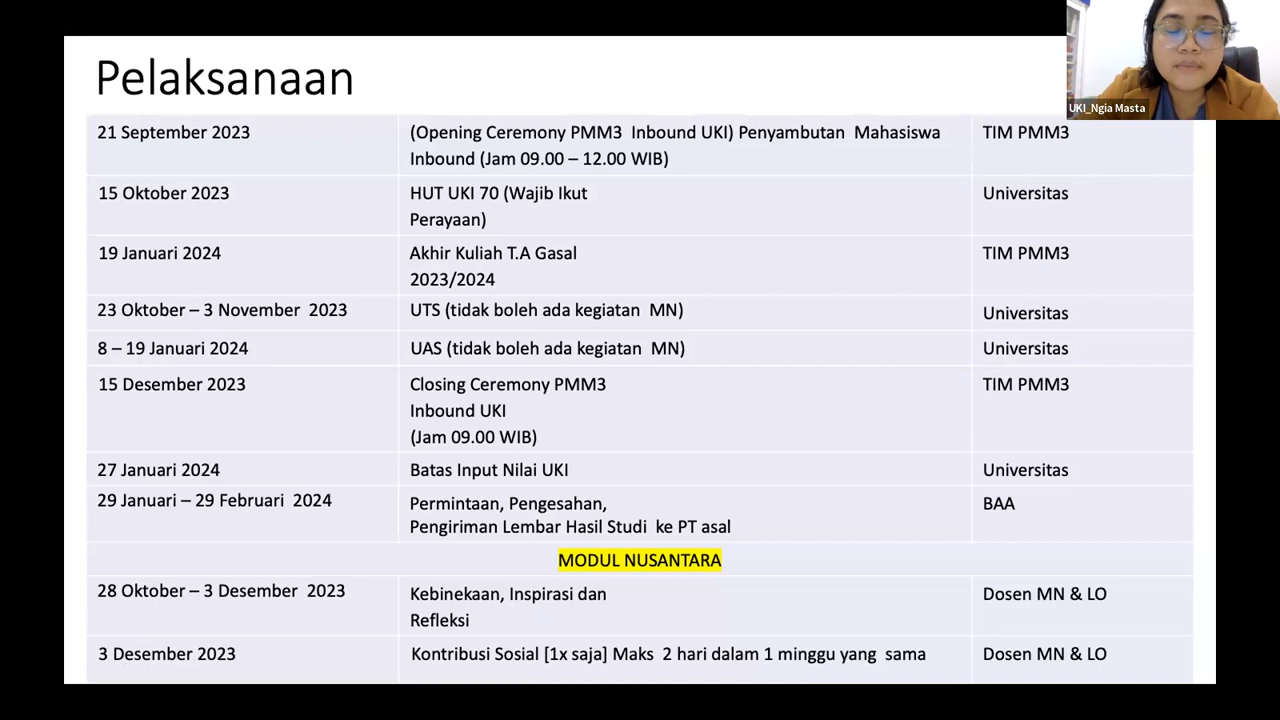 Pelaksanaan
UKI_Ngia Masta
21 September 2023
(Opening Ceremony PMM3 Inbound UKI) Penyambutan Mahasiswa
Inbound (Jam 09.00 – 12.00 WIB)
TIM PMM3
15 Oktober 2023
HUT UKI 70 (Wajib Ikut
Perayaan)
Universitas
19 Januari 2024
Akhir Kuliah T.A Gasal
2023/2024
TIM PMM3
23 Oktober – 3 November 2023
UTS (tidak boleh ada kegiatan MN)
Universitas
8 – 19 Januari 2024
UAS (tidak boleh ada kegiatan MN)
Universitas
15 Desember 2023
Closing Ceremony PMM3
Inbound UKI
(Jam 09.00 WIB)
TIM PMM3
27 Januari 2024
Batas Input Nilai UKI
Universitas
29 Januari – 29 Februari 2024
Permintaan, Pengesahan,
Pengiriman Lembar Hasil Studi ke PT asal
BAA
MODUL NUSANTARA
28 Oktober – 3 Desember 2023
Kebinekaan, Inspirasi dan
Refleksi
Dosen MN & LO
3 Desember 2023
Kontribusi Sosial [1x saja] Maks 2 hari dalam 1 minggu yang sama
Dosen MN & LO